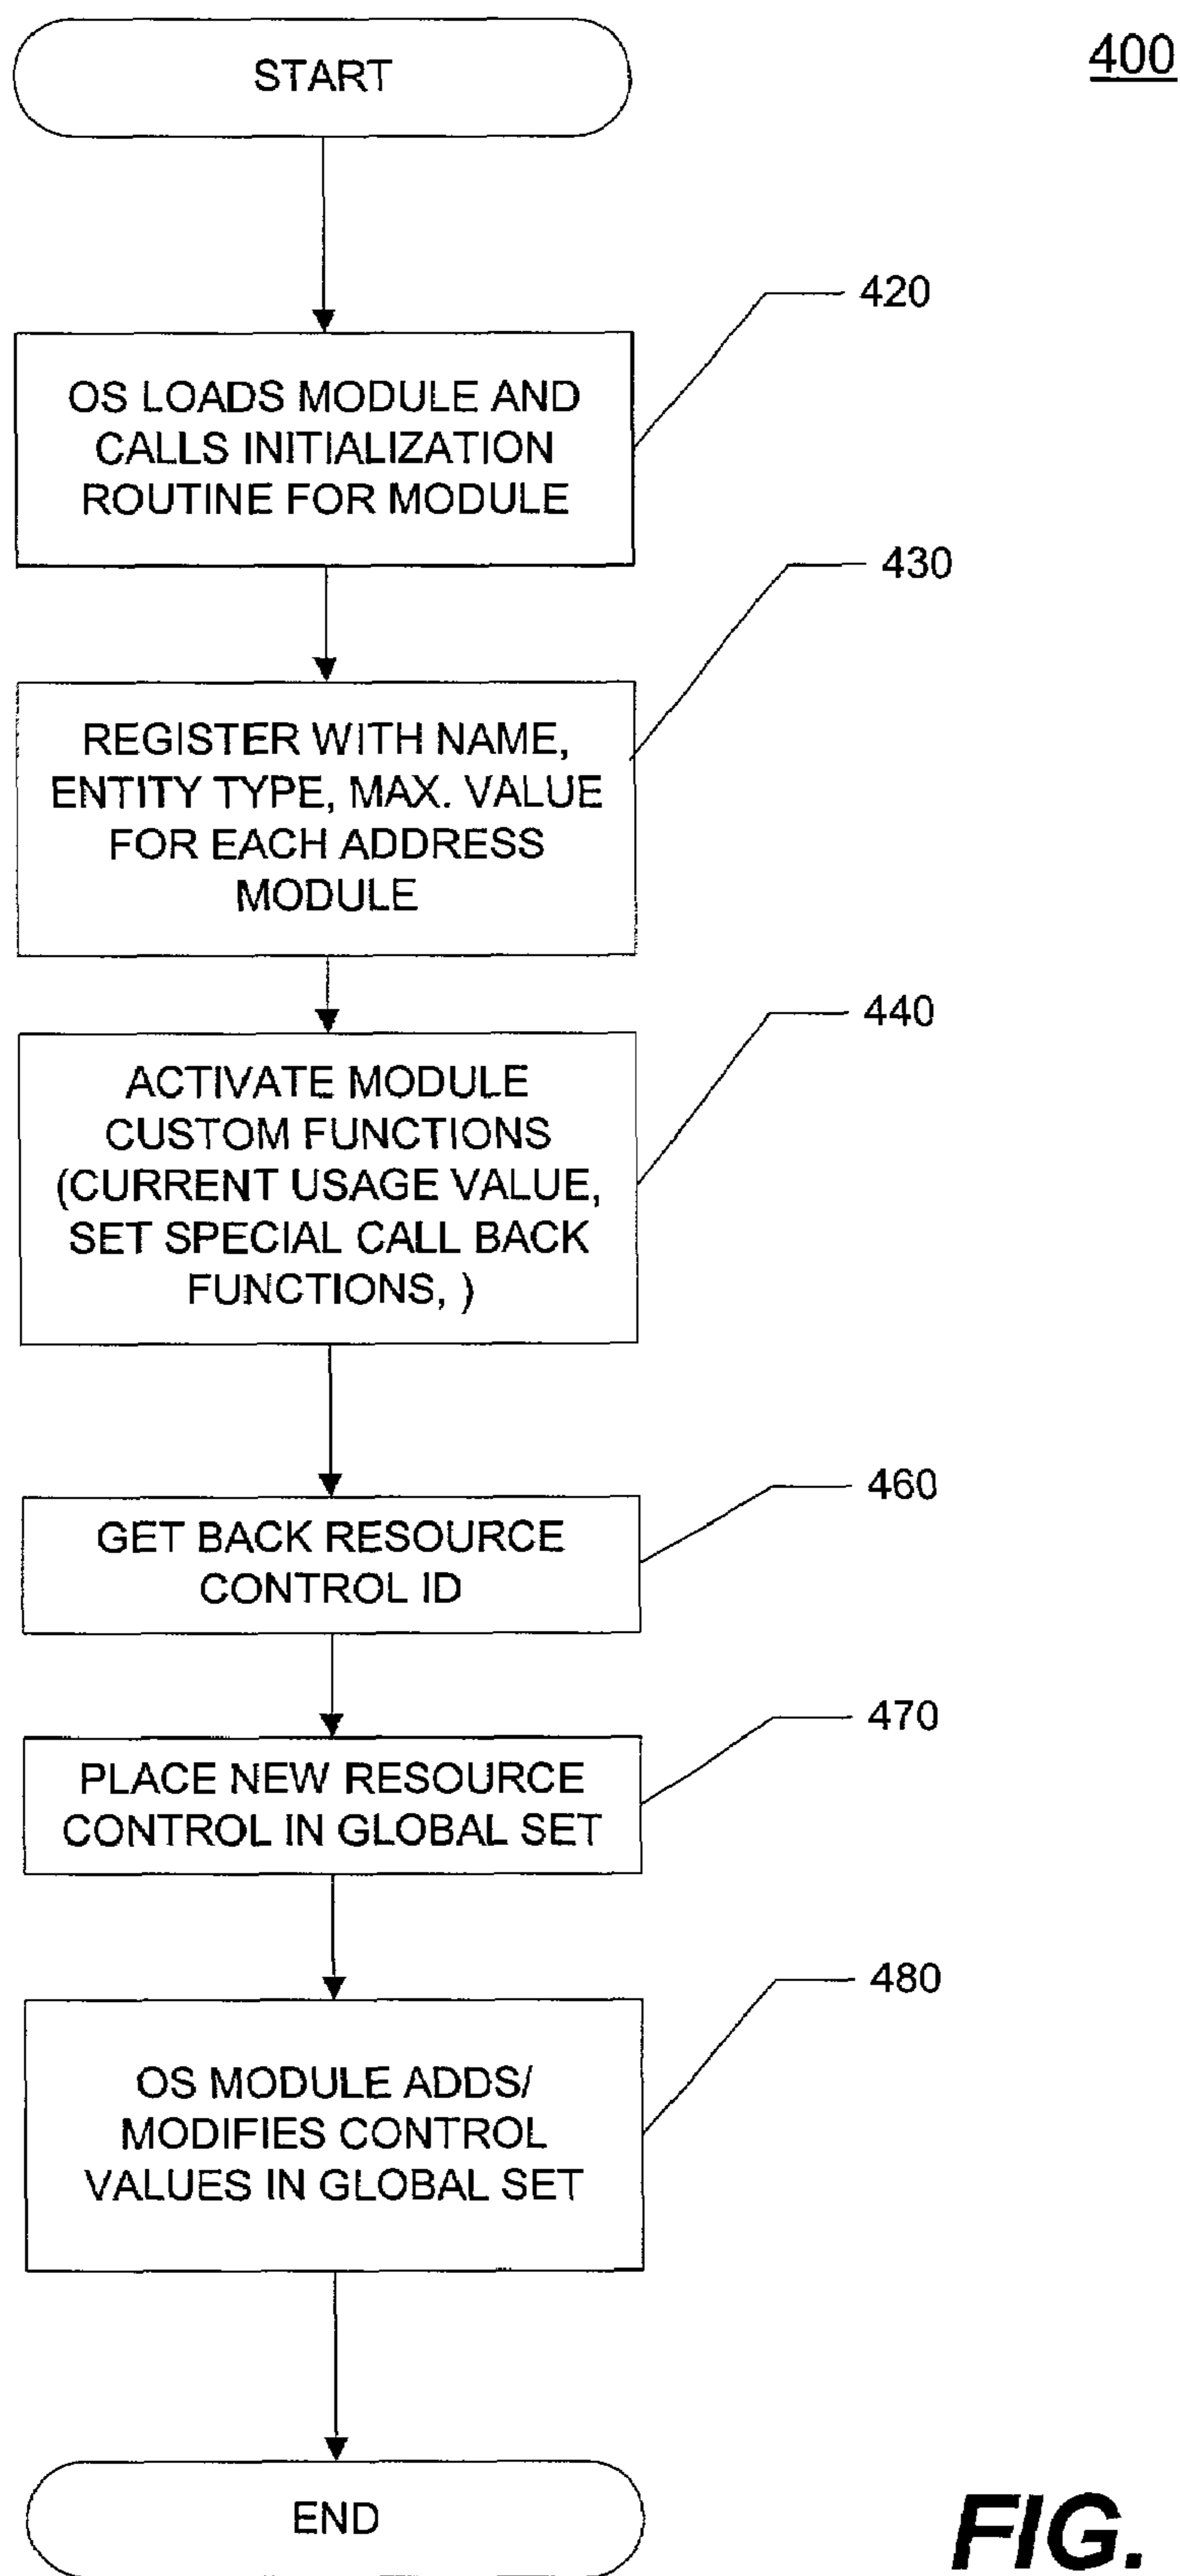 START
400
420
OS LOADS MODULE AND
CALLS INITIALIZATION
ROUTINE FOR MODULE
430
REGISTER WITH NAME,
ENTITY TYPE, MAX. VALUE
FOR EACH ADDRESS
MODULE
440
ACTIVATE MODULE
CUSTOM FUNCTIONS
(CURRENT USAGE VALUE,
SET SPECIAL CALL BACK
FUNCTIONS, )
460
GET BACK RESOURCE
CONTROL ID
470
PLACE NEW RESOURCE
CONTROL IN GLOBAL SET
480
OS MODULE ADDS/
MODIFIES CONTROL
VALUES IN GLOBAL SET
END
FIG.